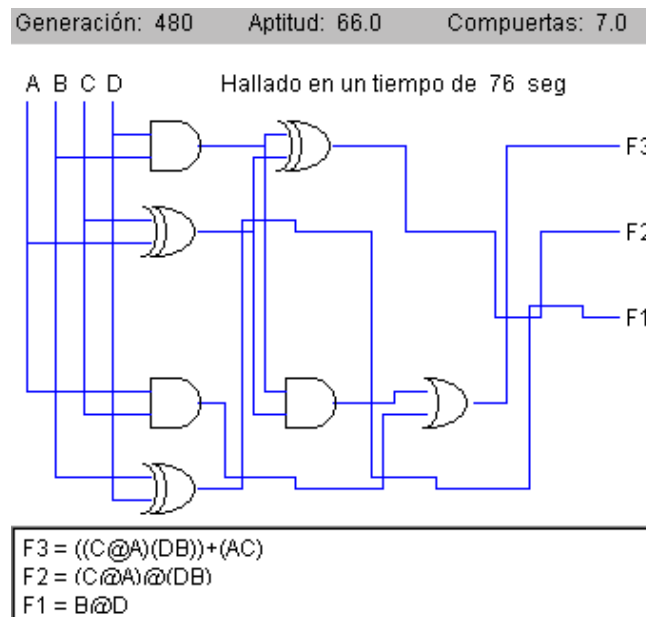 Generación: 480 Aptitud: 66.0 Compuertas: 7.0
A B C D Hallado en un tiempo de 76 seg
F3
F2
F1
F3 = ((C@A)(DB))+(AC)
F2 = (C@A)@(DB)
F1 = B@D